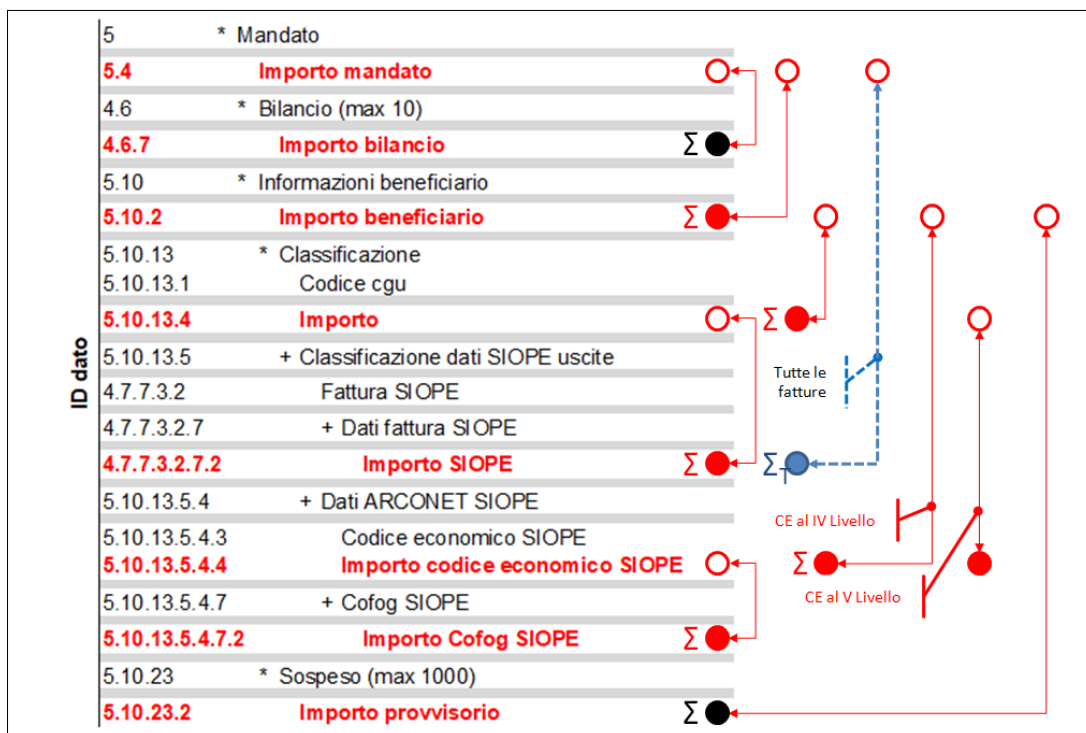 5 * Mandato
5.4 Importo mandato
4.6 * Bilancio (max 10)
4.6.7 Importo bilancio Σ
5.10 * Informazioni beneficiario
5.10.2 Importo beneficiario Σ
5.10.13 * Classificazione
5.10.13.1 Codice cgu
5.10.13.4 Importo Σ
5.10.13.5 + Classificazione dati SIOPE uscite
Tutte le
fatture
4.7.7.3.2 Fattura SIOPE
4.7.7.3.2.7 + Dati fattura SIOPE
4.7.7.3.2.7.2 Importo SIOPE Σ ΣT
5.10.13.5.4 + Dati ARCONET SIOPE
CE al IV Livello
5.10.13.5.4.3 Codice economico SIOPE
5.10.13.5.4.4 Importo codice economico SIOPE Σ
CE al V Livello
5.10.13.5.4.7 + Cofog SIOPE
5.10.13.5.4.7.2 Importo Cofog SIOPE Σ
5.10.23 * Sospeso (max 1000)
5.10.23.2 Importo provvisorio Σ
ID dato